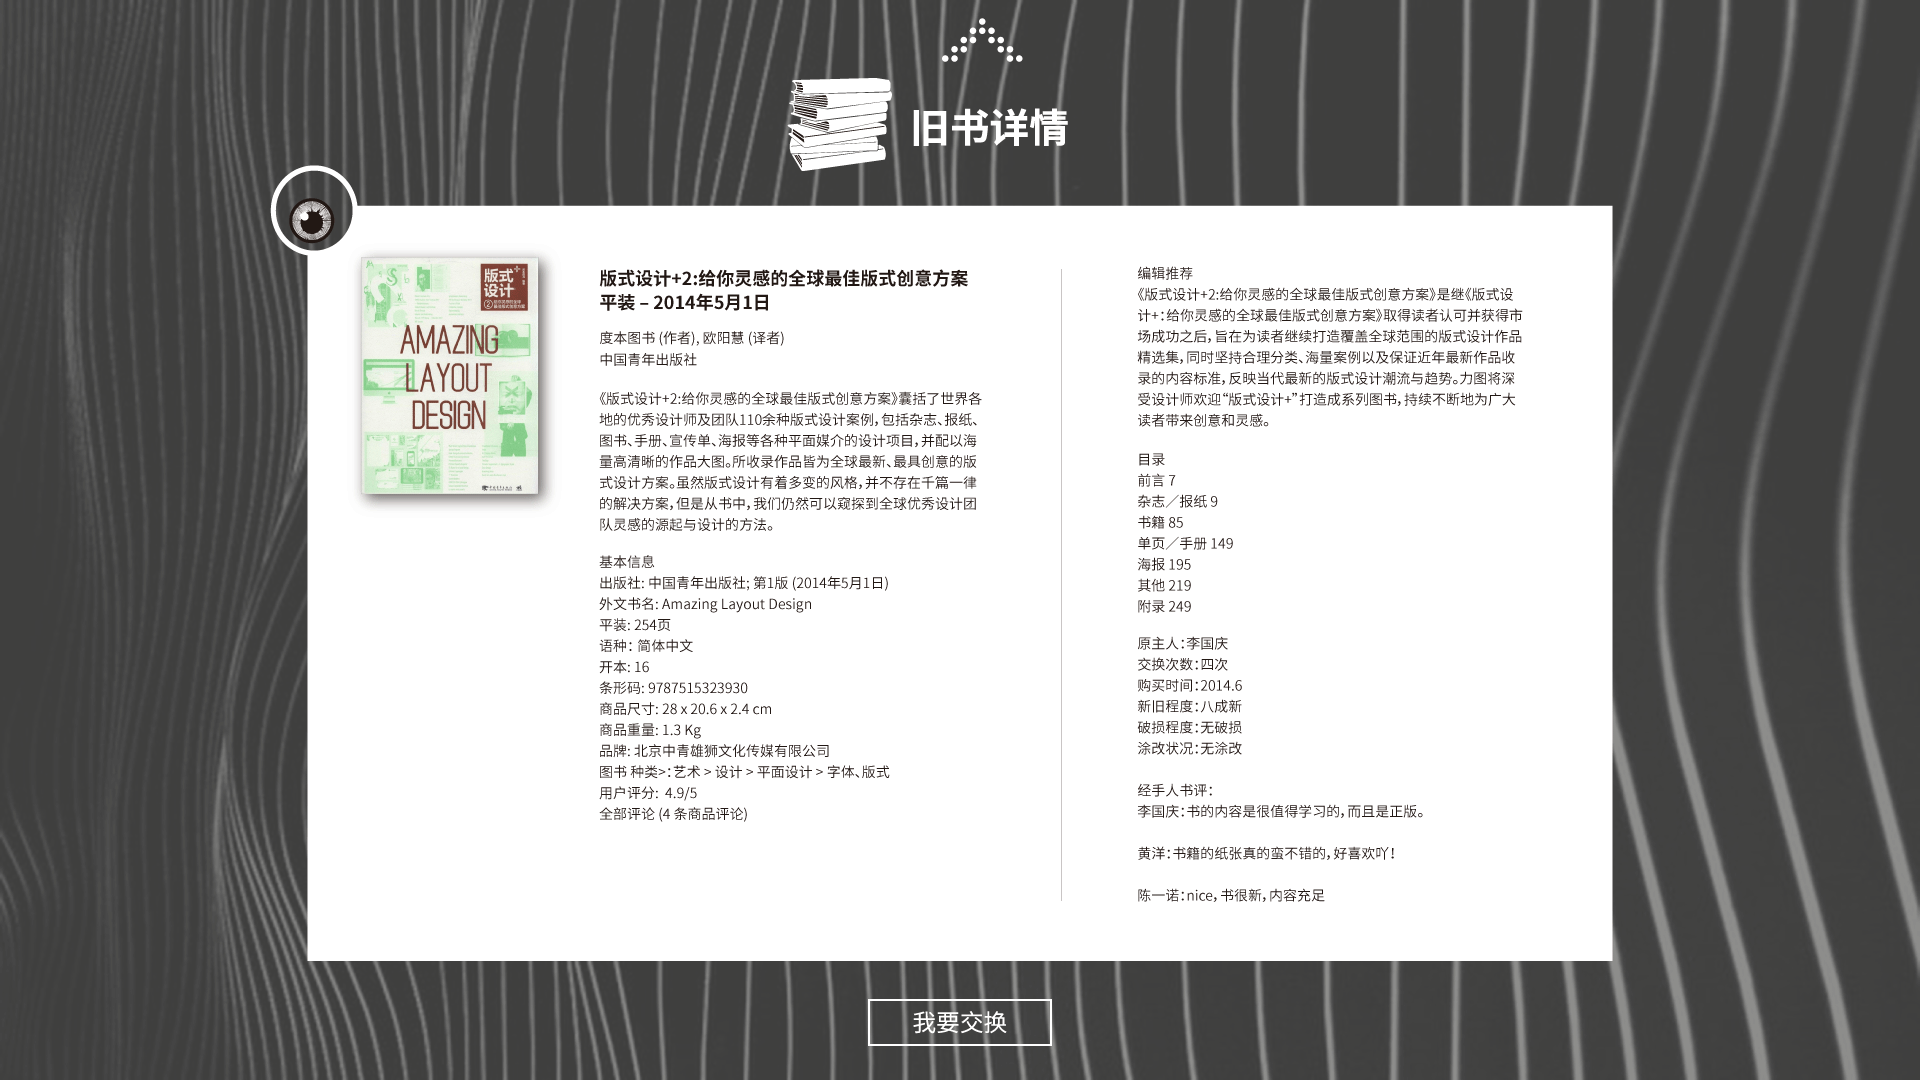 旧书详情
版式+
设计
AMAZING
LAYOUT
DESIGN
版式设计+2:给你灵感的全球最佳版式创意方案
平装 – 2014年5月1日
度本图书 (作者), 欧阳慧 (译者)
中国青年出版社
《版式设计+2:给你灵感的全球最佳版式创意方案》囊括了世界各
地的优秀设计师及团队110余种版式设计案例，包括杂志、报纸、
图书、手册、宣传单、海报等各种平面媒介的设计项目，并配以海
量高清晰的作品大图。所收录作品皆为全球最新、最具创意的版
式设计方案。虽然版式设计有着多变的风格，并不存在千篇一律
的解决方案，但是从书中，我们仍然可以窥探到全球优秀设计团
队灵感的源起与设计的方法。
基本信息
出版社: 中国青年出版社; 第1版 (2014年5月1日)
外文书名: Amazing Layout Design
平装: 254页
语种： 简体中文
开本: 16
条形码: 9787515323930
商品尺寸: 28 x 20.6 x 2.4 cm
商品重量: 1.3 Kg
品牌: 北京中青雄狮文化传媒有限公司
图书 种类>：艺术 > 设计 > 平面设计 > 字体、版式
用户评分:  4.9/5
全部评论 (4 条商品评论)
编辑推荐
《版式设计+2:给你灵感的全球最佳版式创意方案》是继《版式设
计+：给你灵感的全球最佳版式创意方案》取得读者认可并获得市
场成功之后，旨在为读者继续打造覆盖全球范围的版式设计作品
精选集，同时坚持合理分类、海量案例以及保证近年最新作品收
录的内容标准，反映当代最新的版式设计潮流与趋势。力图将深
受设计师欢迎“版式设计+”打造成系列图书，持续不断地为广大
读者带来创意和灵感。
目录
前言 7
杂志／报纸 9
书籍 85
单页／手册 149
海报 195
其他 219
附录 249
原主人：李国庆
交换次数：四次
购买时间：2014.6
新旧程度：八成新
破损程度：无破损
涂改状况：无涂改
经手人书评：
李国庆：书的内容是很值得学习的，而且是正版。
黄洋：书籍的纸张真的蛮不错的，好喜欢吖！
陈一诺：nice，书很新，内容充足
我要交换